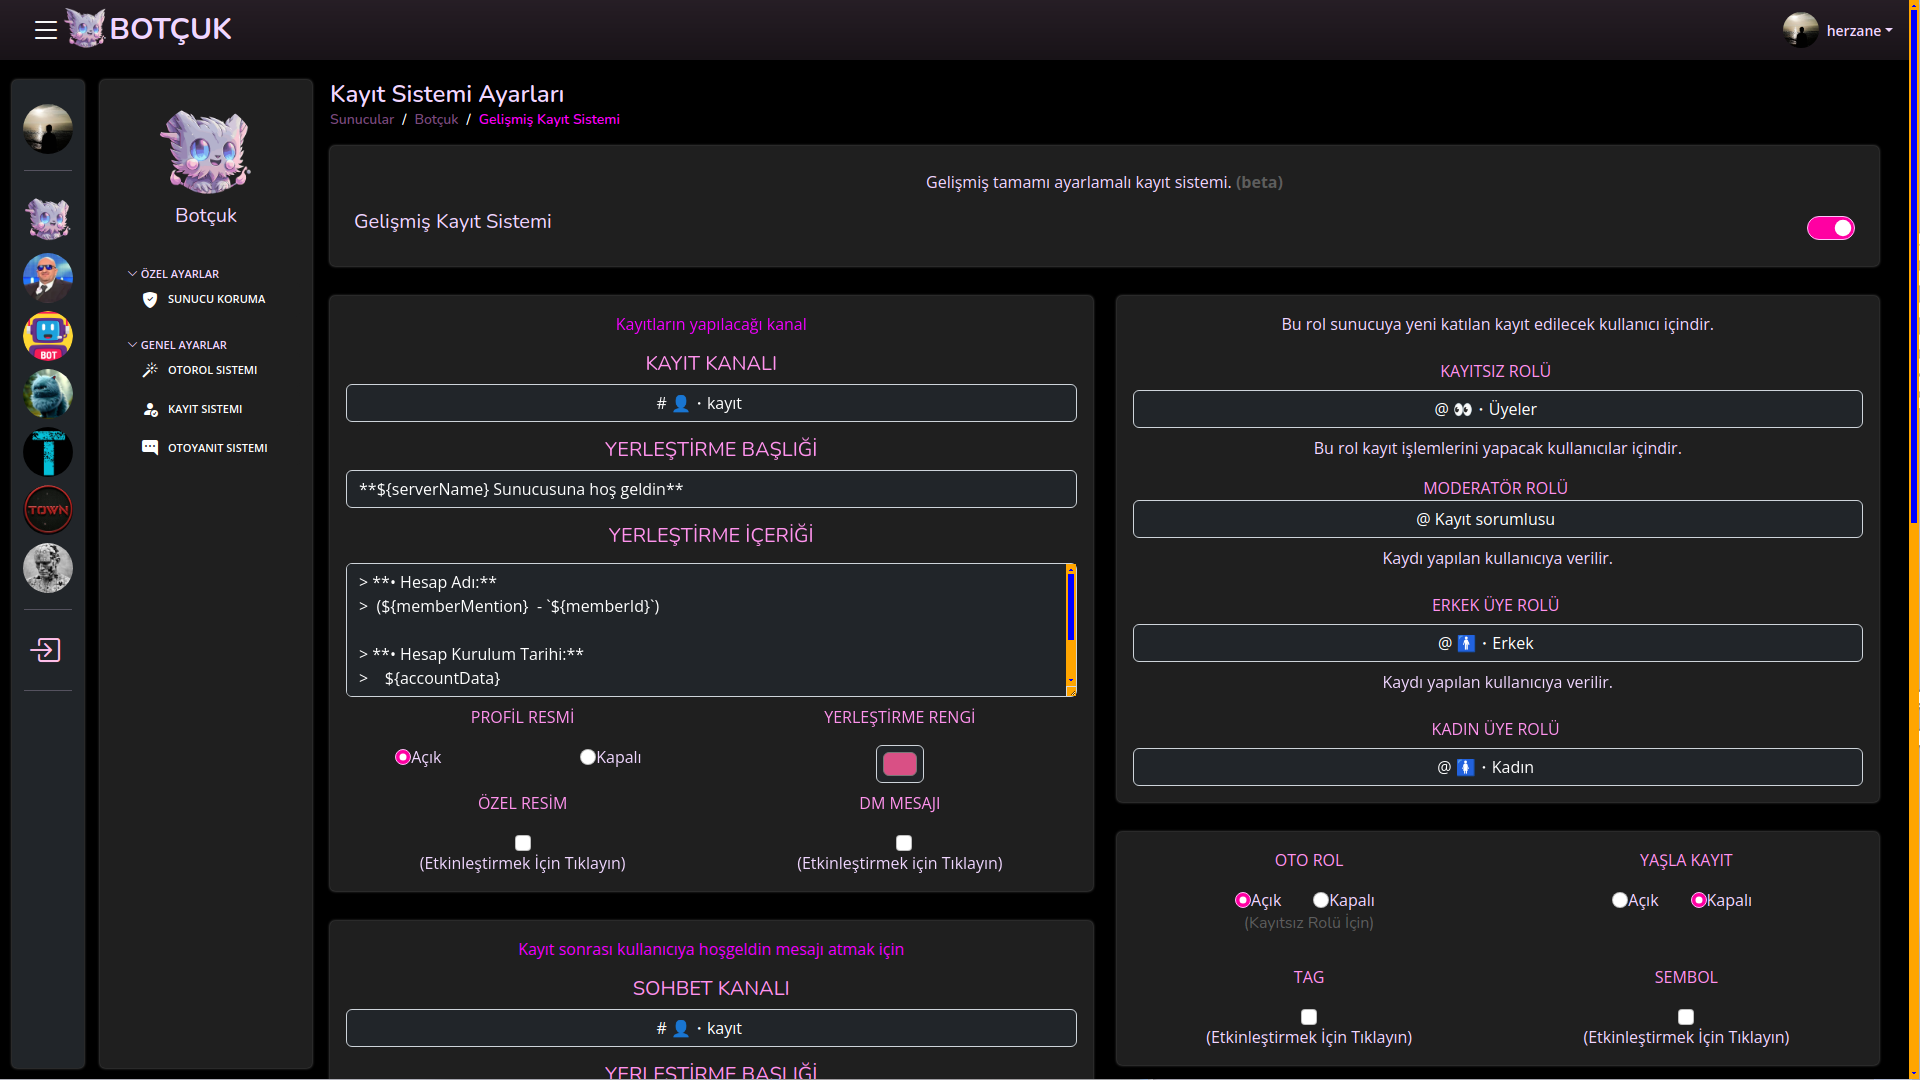 BOTÇUK
herzane
Botçuk
ÖZEL AYARLAR
SUNUCU KORUMA
GENEL AYARLAR
OTOROL SISTEMI
KAYIT SISTEMI
OTOYANIT SISTEMI
BOT
T
TOWN
Kayıt Sistemi Ayarları
Sunucular / Botçuk / Gelişmiş Kayıt Sistemi
Gelişmiş tamamı ayarlamalı kayıt sistemi. (beta)
Gelişmiş Kayıt Sistemi
Kayıtların yapılacağı kanal
KAYIT KANALI
# 👤・kayıt
YERLEŞTİRME BAŞLIĞİ
**${serverName} Sunucusuna hoş geldin**
YERLEŞTİRME İÇERİĞİ
> **• Hesap Adı:**
> (${memberMention} - `${memberId}`)
> **• Hesap Kurulum Tarihi:**
> ${accountData}
PROFİL RESMİ
Açık
Kapalı
YERLEŞTİRME RENGİ
ÖZEL RESİM
(Etkinleştirmek İçin Tıklayın)
DM MESAJI
(Etkinleştirmek için Tıklayın)
Kayıt sonrası kullanıcıya hoşgeldin mesajı atmak için
SOHBET KANALI
# 👤・kayıt
YERLEŞTİRME BAŞLIĞİ
Bu rol sunucuya yeni katılan kayıt edilecek kullanıcı içindir.
KAYITSIZ ROLÜ
@ 👀・Üyeler
Bu rol kayıt işlemlerini yapacak kullanıcılar içindir.
MODERATÖR ROLÜ
@ Kayıt sorumlusu
Kaydı yapılan kullanıcıya verilir.
ERKEK ÜYE ROLÜ
@ 🚹・Erkek
Kaydı yapılan kullanıcıya verilir.
KADIN ÜYE ROLÜ
@ 🚺・Kadın
OTO ROL
Açık
Kapalı
(Kayıtsız Rolü İçin)
YAŞLA KAYIT
Açık
Kapalı
TAG
(Etkinleştirmek İçin Tıklayın)
SEMBOL
(Etkinleştirmek İçin Tıklayın)